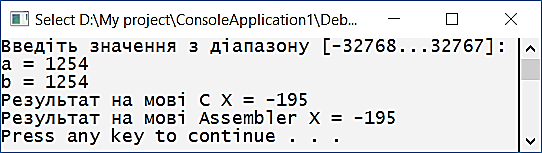 Select D:\My project\ConsoleApplication1\Deb...
Введіть значення з діапазону [-32768...32767]:
a = 1254
b = 1254
Результат на мові C X = -195
Результат на мові Assembler X = -195
Press any key to continue . . .